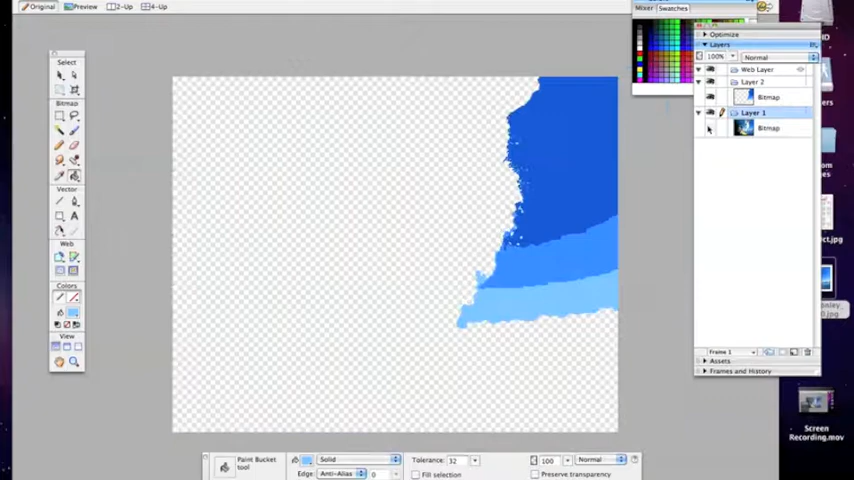 Original Preview 2-Up 4-Up
Mixer Swatches
Select
Bitmap
Vector
Web
Colors
View
Optimize
Layers
100% Normal
Web Layer
Layer 2
Bitmap
Layer 1
Bitmap
Frame 1
Assets
Frames and History
HD
Screen
Recording.mov
Paint Bucket
tool
Solid
Edge: Anti-Alias 0
Tolerance: 32
Fill selection
100 Normal
Preserve transparency